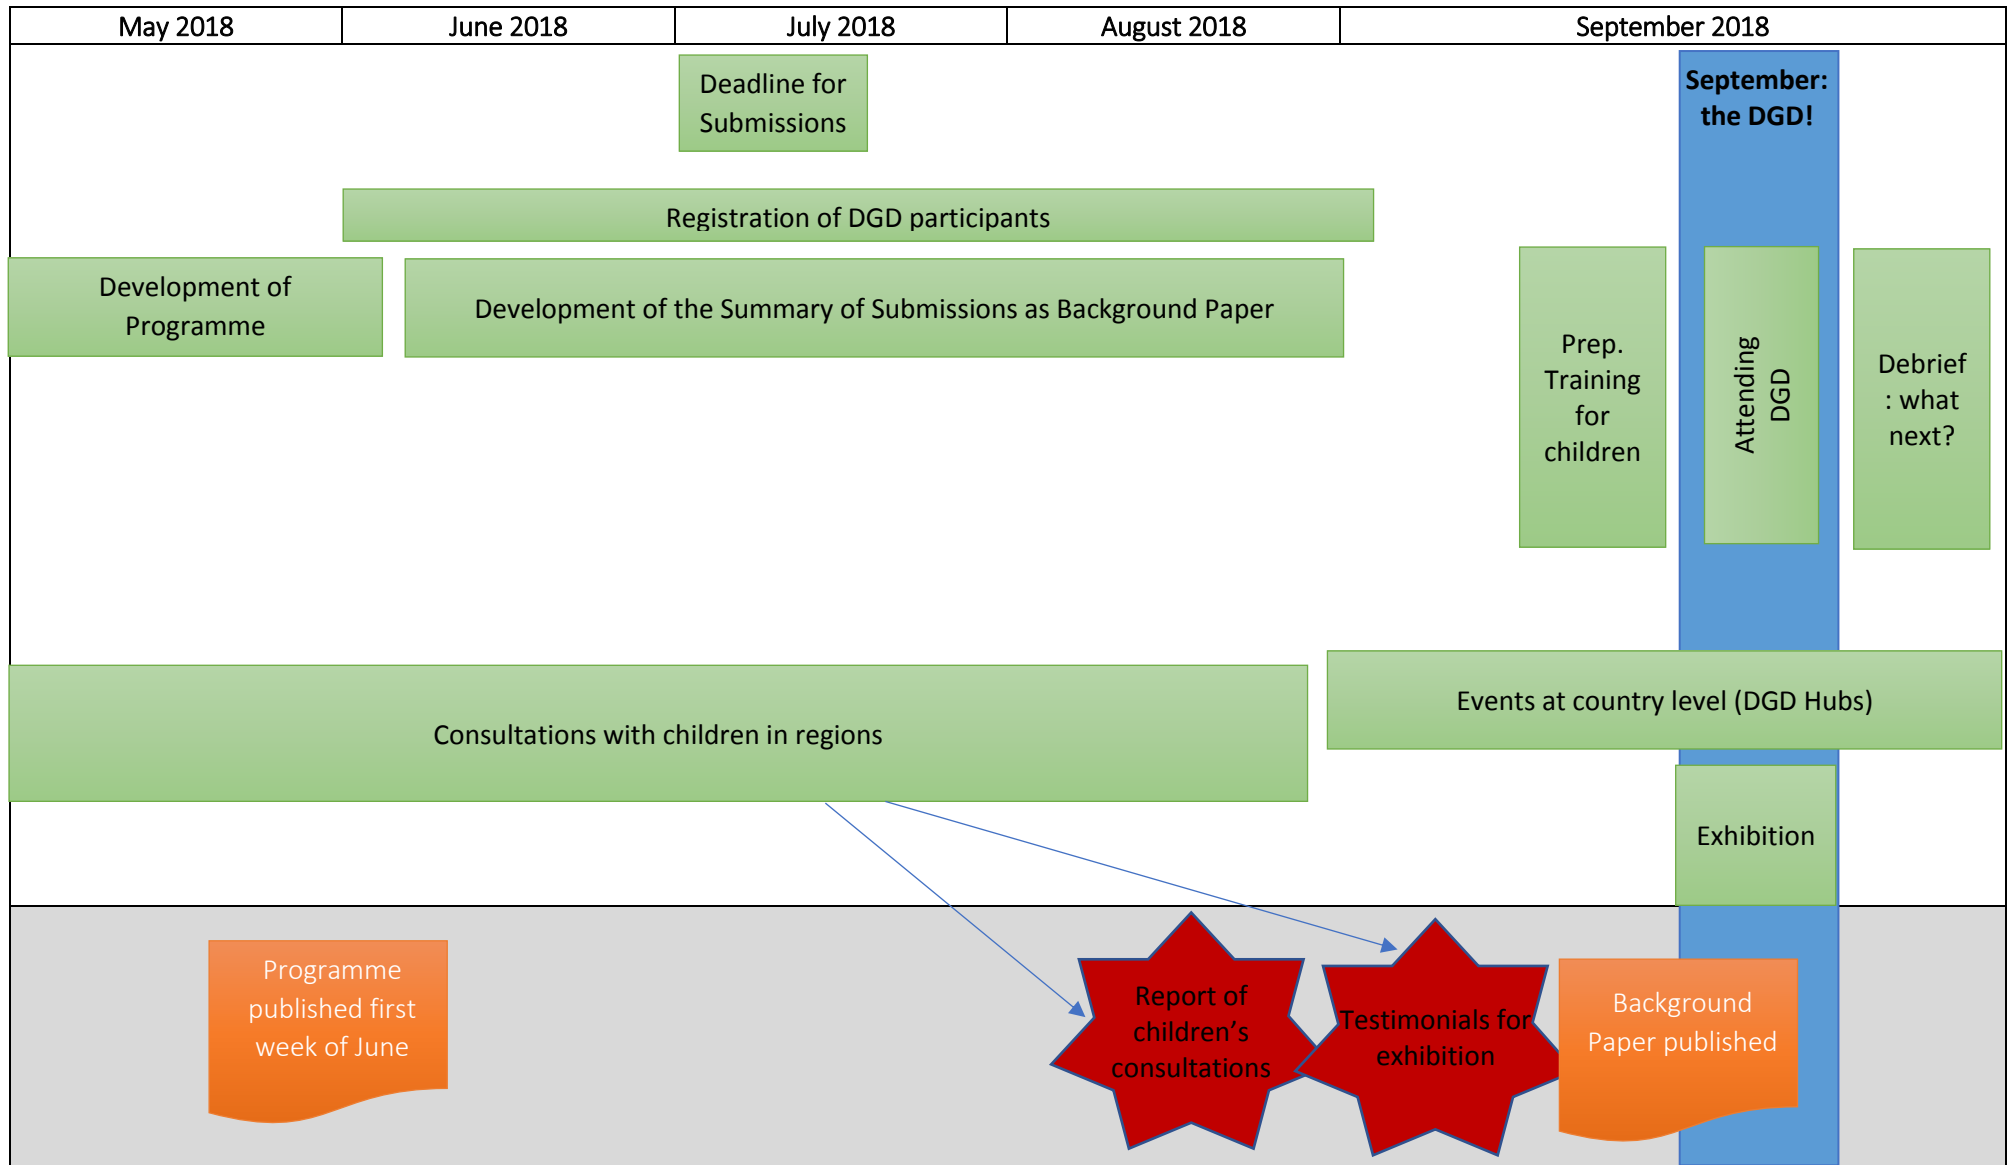 May 2018
June 2018
July 2018
August 2018
September 2018
Deadline for
Submissions
September:
the DGD!
Registration of DGD participants
Development of
Programme
Development of the Summary of Submissions as Background Paper
Prep.
Training
for
children
Attending
DGD
Debrief
: what
next?
Consultations with children in regions
Events at country level (DGD Hubs)
Exhibition
Programme
published first
week of June
Report of
children’s
consultations
Testimonials for
exhibition
Background
Paper published